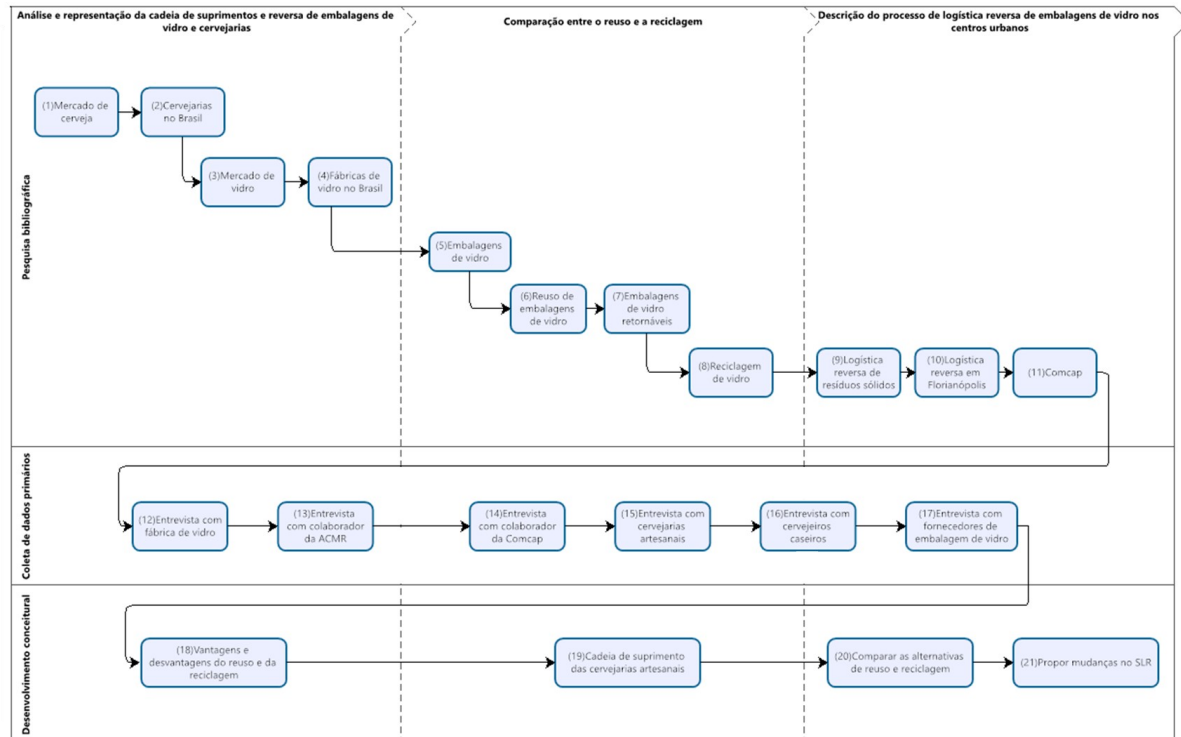 Análise e representação da cadeia de suprimentos e reversa de embalagens de
vidro e cervejarias
Comparação entre o reuso e a reciclagem
Descrição do processo de logística reversa de embalagens de vidro nos
centros urbanos
Pesquisa bibliográfica
(1)Mercado de
cerveja
(2)Cervejarias
no Brasil
(3)Mercado de
vidro
(4)Fábricas de
vidro no Brasil
(5)Embalagens
de vidro
(6)Reuso de
embalagens
de vidro
(7)Embalagens
de vidro
retornáveis
(8)Reciclagem
de vidro
(9)Logística
reversa de
resíduos sólidos
(10)Logística
reversa em
Florianópolis
(11)Comcap
Coleta de dados primários
(12)Entrevista com
fábrica de vidro
(13)Entrevista
com colaborador
da ACMR
(14)Entrevista
com colaborador
da Comcap
(15)Entrevista com
cervejarias
artesanais
(16)Entrevista com
cervejeiros
caseiros
(17)Entrevista com
fornecedores de
embalagem de vidro
Desenvolvimento conceitural
(18)Vantagens e
desvantagens do reuso e da
reciclagem
(19)Cadeia de suprimento
das cervejarias artesanais
(20)Comparar as alternativas
de reuso e reciclagem
(21)Propor mudanças no SLR